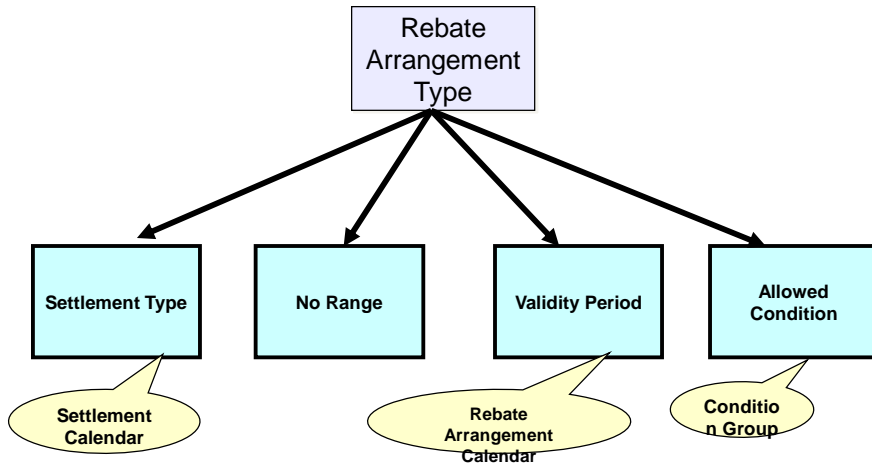 Rebate
Arrangement
Type
Settlement Type
No Range
Validity Period
Allowed
Condition
Settlement
Calendar
Rebate
Arrangement
Calendar
Conditio
n Group